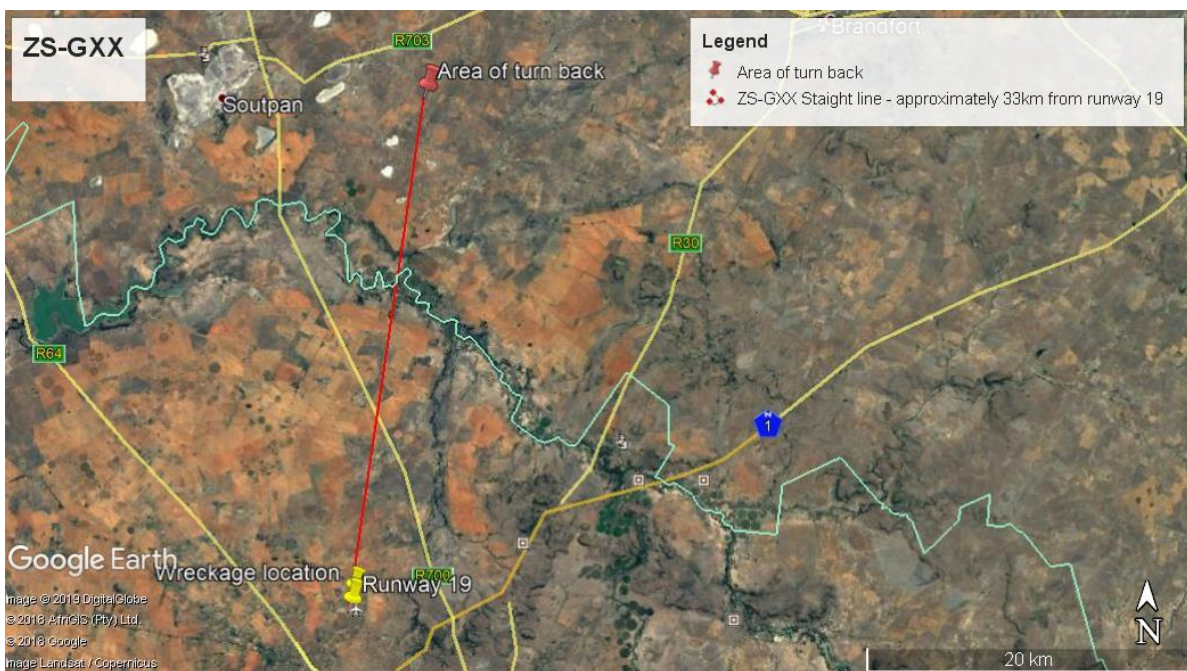 ZS-GXX
Legend
Area of turn back
ZS-GXX Staight line - approximately 33km from runway 19
Brandfort
R703
Area of turn back
Soutpan
R30
R64
1
Google Earth
Wreckage location
Runway 19
R700
Image © 2019 DigitalGlobe
© 2018 AfriGIS (Pty) Ltd.
© 2018 Google
Image Landsat / Copernicus
N
20 km